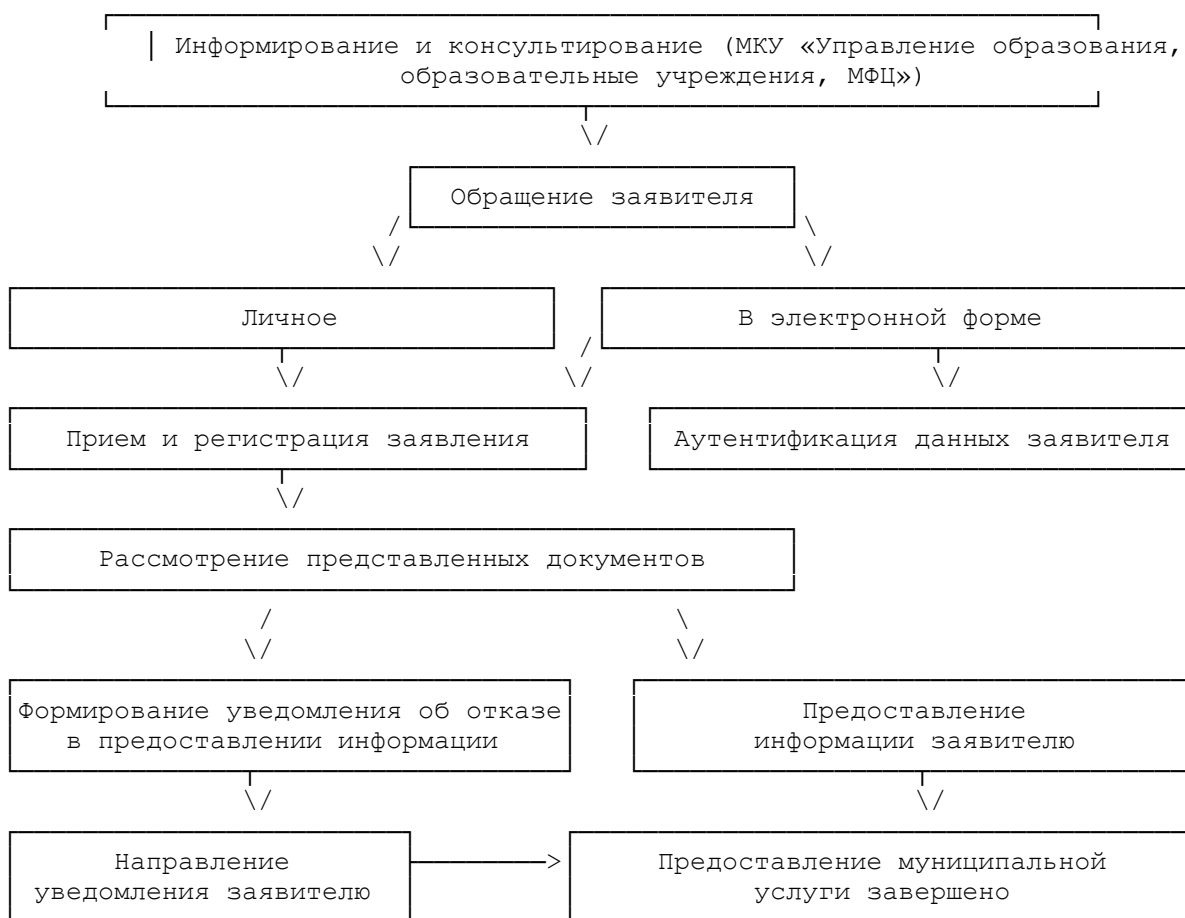 Информирование и консультирование (МКУ «Управление образования,
образовательные учреждения, МФЦ»)
Обращение заявителя
Личное
В электронной форме
Прием и регистрация заявления
Аутентификация данных заявителя
Рассмотрение представленных документов
Формирование уведомления об отказе
в предоставлении информации
Предоставление
информации заявителю
Направление
уведомления заявителю
Предоставление муниципальной
услуги завершено